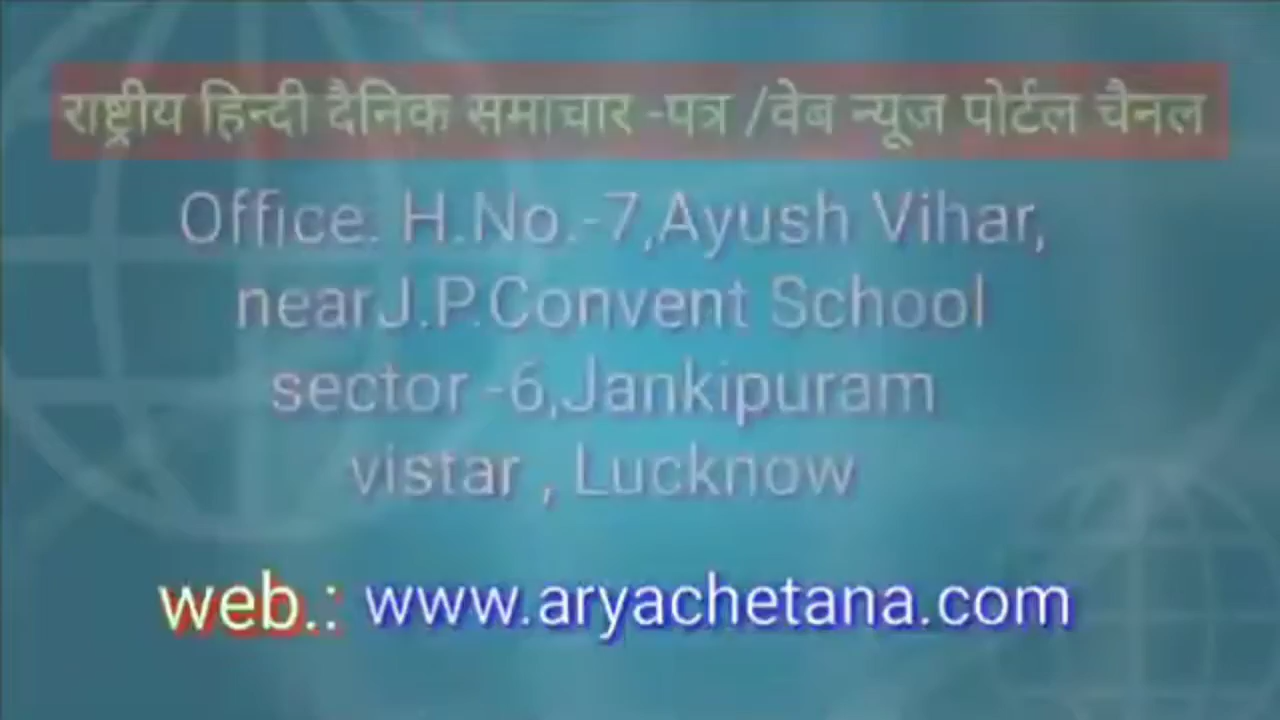 राष्ट्रीय हिन्दी दैनिक समाचार -पत्र /वेब न्यूज पोर्टल चैनल
Office. H.No.-7,Ayush Vihar,
nearJ.P.Convent School
sector -6,Jankipuram
vistar , Lucknow
web.: www.aryachetana.com